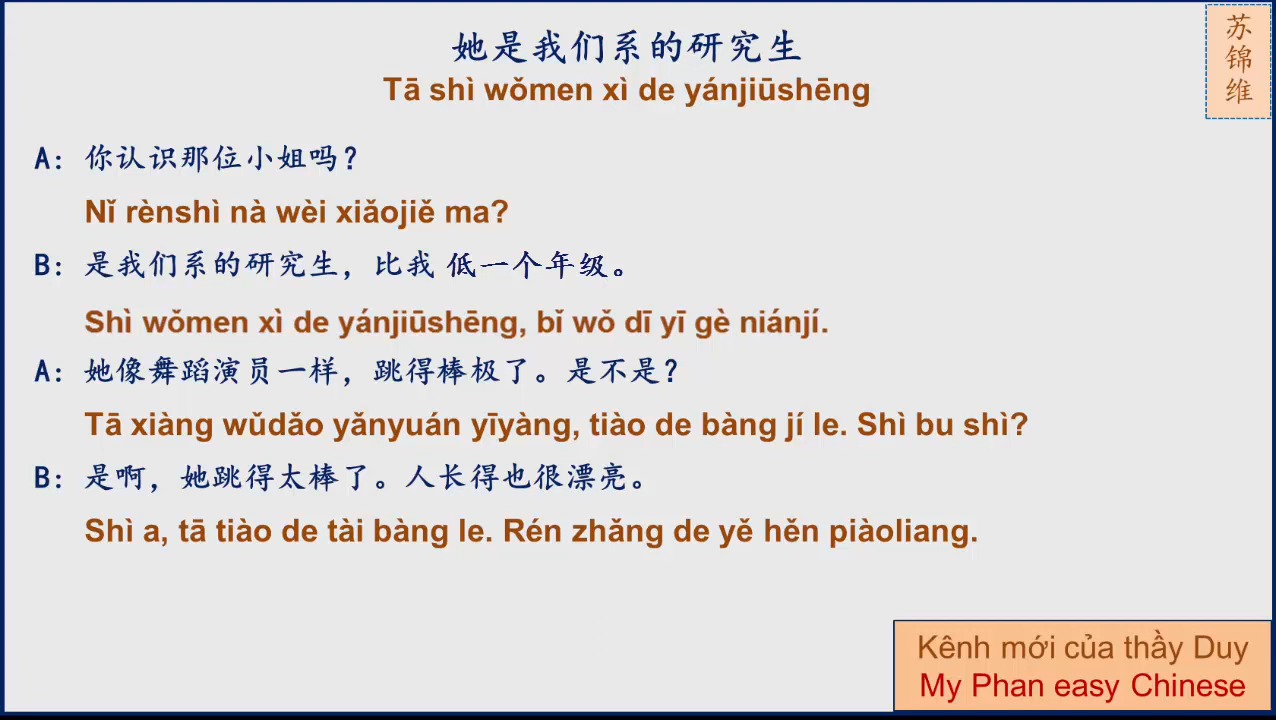 她是我们系的研究生
Tā shì wǒmen xì de yánjiūshēng
苏锦维
A: 你认识那位小姐吗？
Nǐ rènshì nà wèi xiǎojiě ma?
B: 是我们系的研究生，比我 低一个年级。
Shì wǒmen xì de yánjiūshēng, bǐ wǒ dī yī gè niánjí.
A: 她像舞蹈演员一样，跳得棒极了。是不是？
Tā xiàng wǔdǎo yǎnyuán yīyàng, tiào de bàng jí le. Shì bu shì?
B: 是啊，她跳得太棒了。人长得也很漂亮。
Shì a, tā tiào de tài bàng le. Rén zhǎng de yě hěn piàoliang.
Kênh mới của thầy Duy
My Phan easy Chinese